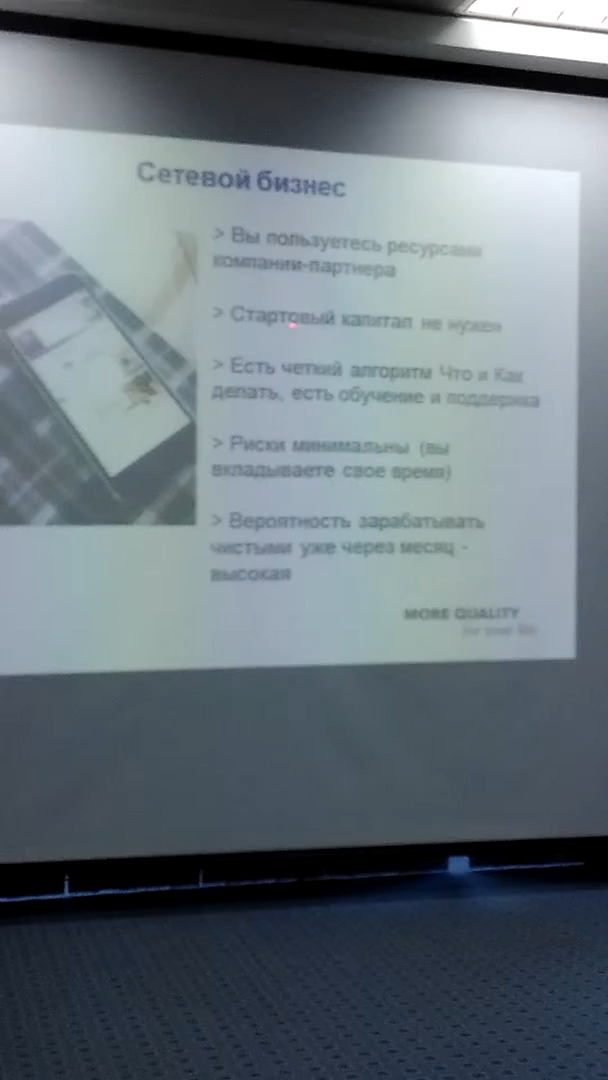 Сетевой бизнес
> Вы пользуетесь ресурсами
компании-партнера
> Стартовый капитал не нужен
> Есть четкий алгоритм Что и Как
делать, есть обучение и поддержка
> Риски минимальны (вы
вкладываете свое время)
> Вероятность зарабатывать
чистыми уже через месяц -
высокая
MORE QUALITY